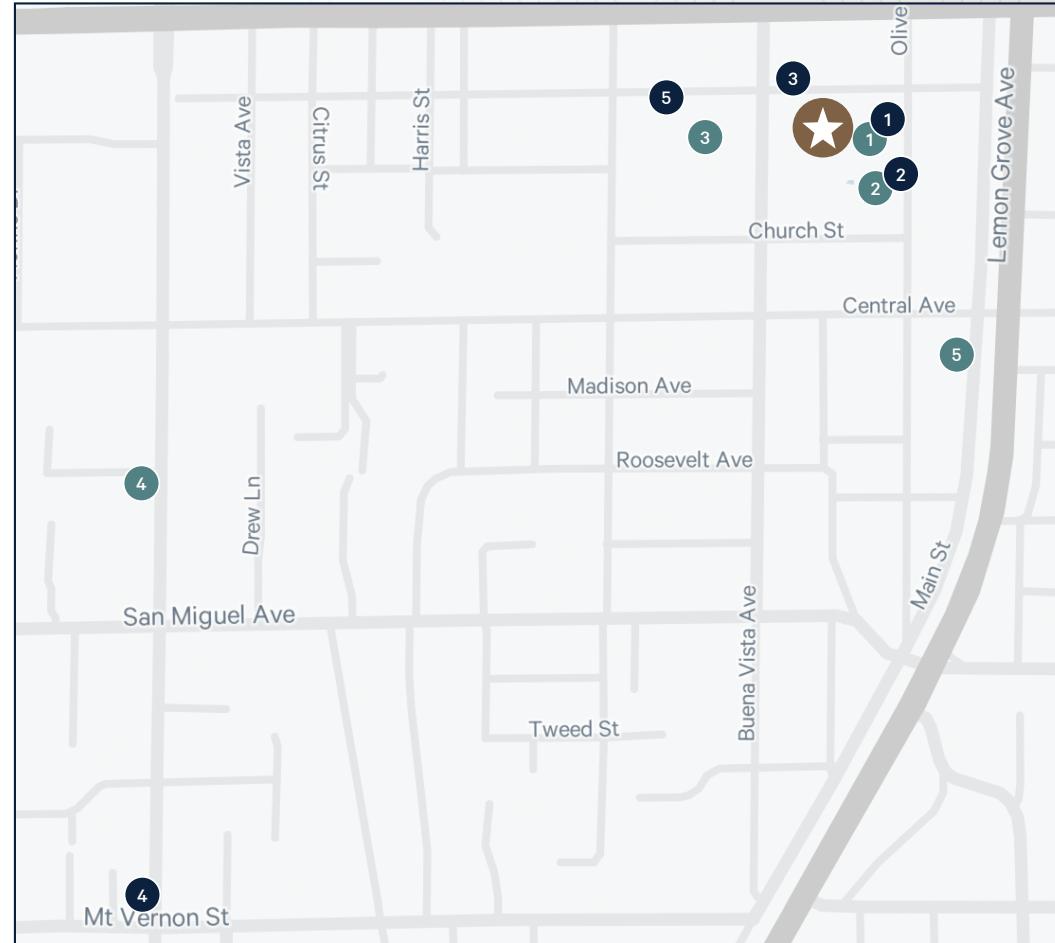 Olive
3
5
1
3
1
2
2
Vista Ave
Citrus St
Harris St
Lemon Grove Ave
Church St
Central Ave
5
Madison Ave
Roosevelt Ave
4
Drew Ln
Main St
San Miguel Ave
Buena Vista Ave
Tweed St
4
Mt Vernon St